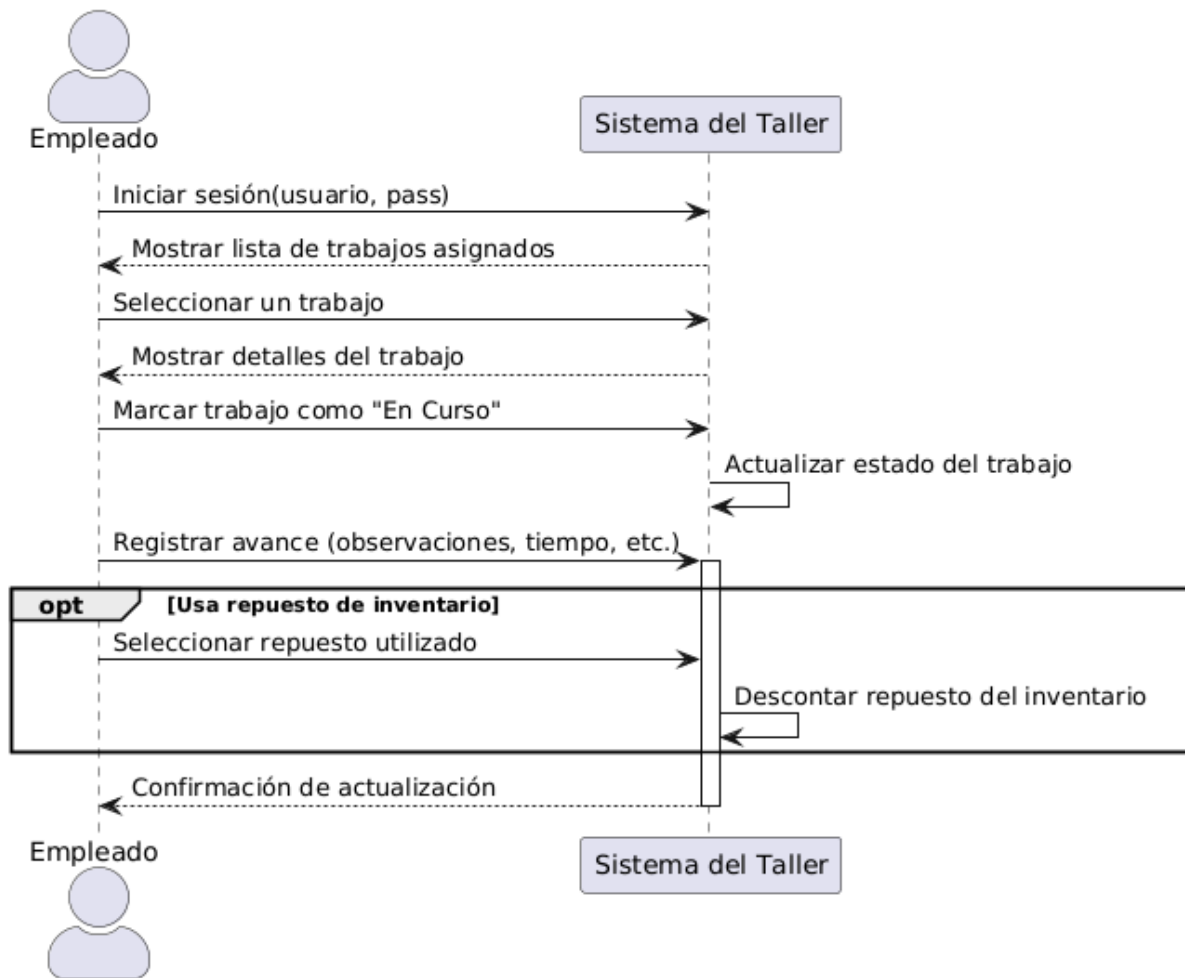 Empleado
Sistema del Taller
Iniciar sesión(usuario, pass)
Mostrar lista de trabajos asignados
Seleccionar un trabajo
Mostrar detalles del trabajo
Marcar trabajo como "En Curso"
Actualizar estado del trabajo
Registrar avance (observaciones, tiempo, etc.)
opt [Usa repuesto de inventario]
Seleccionar repuesto utilizado
Descontar repuesto del inventario
Confirmación de actualización
Empleado
Sistema del Taller